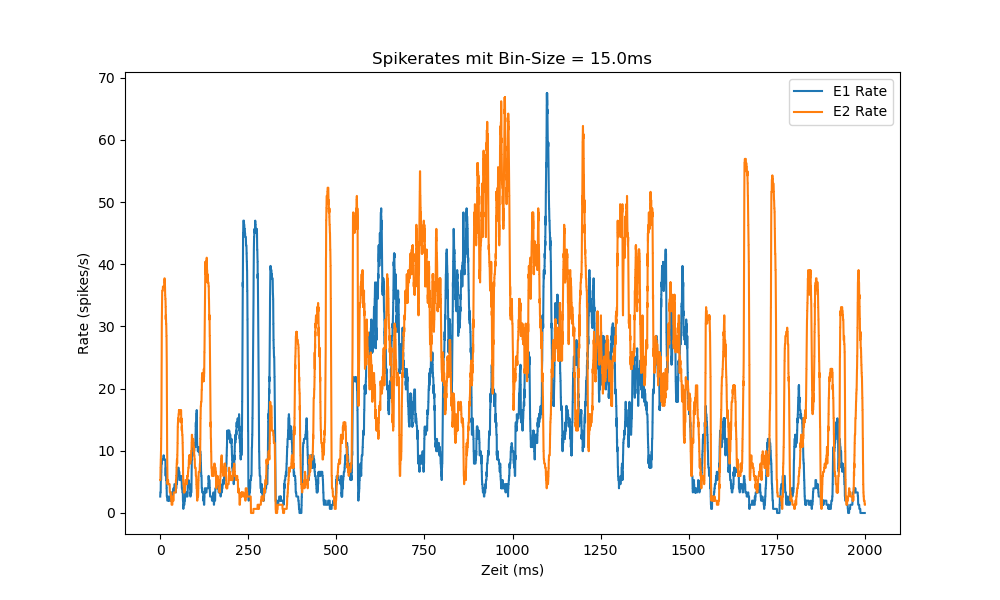 Spikerates mit Bin-Size = 15.0ms
E1 Rate
E2 Rate
Rate (spikes/s)
70
60
50
40
30
20
10
0
0 250 500 750 1000 1250 1500 1750 2000
Zeit (ms)